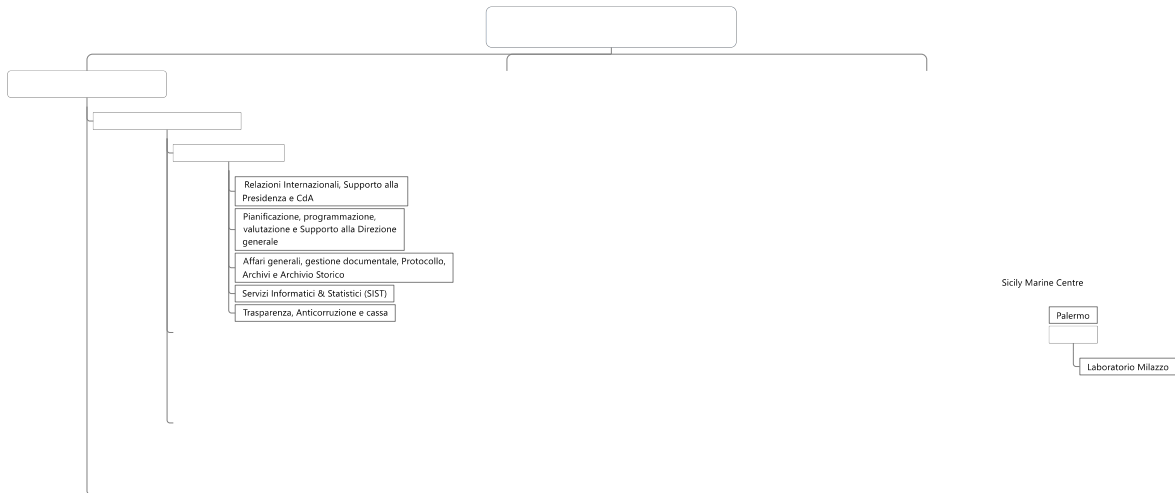 Relazioni Internazionali, Supporto alla
Presidenza e CdA
Pianificazione, programmazione,
valutazione e Supporto alla Direzione
generale
Affari generali, gestione documentale, Protocollo,
Archivi e Archivio Storico
Servizi Informatici & Statistici (SIST)
Trasparenza, Anticorruzione e cassa
Sicily Marine Centre
Palermo
Laboratorio Milazzo